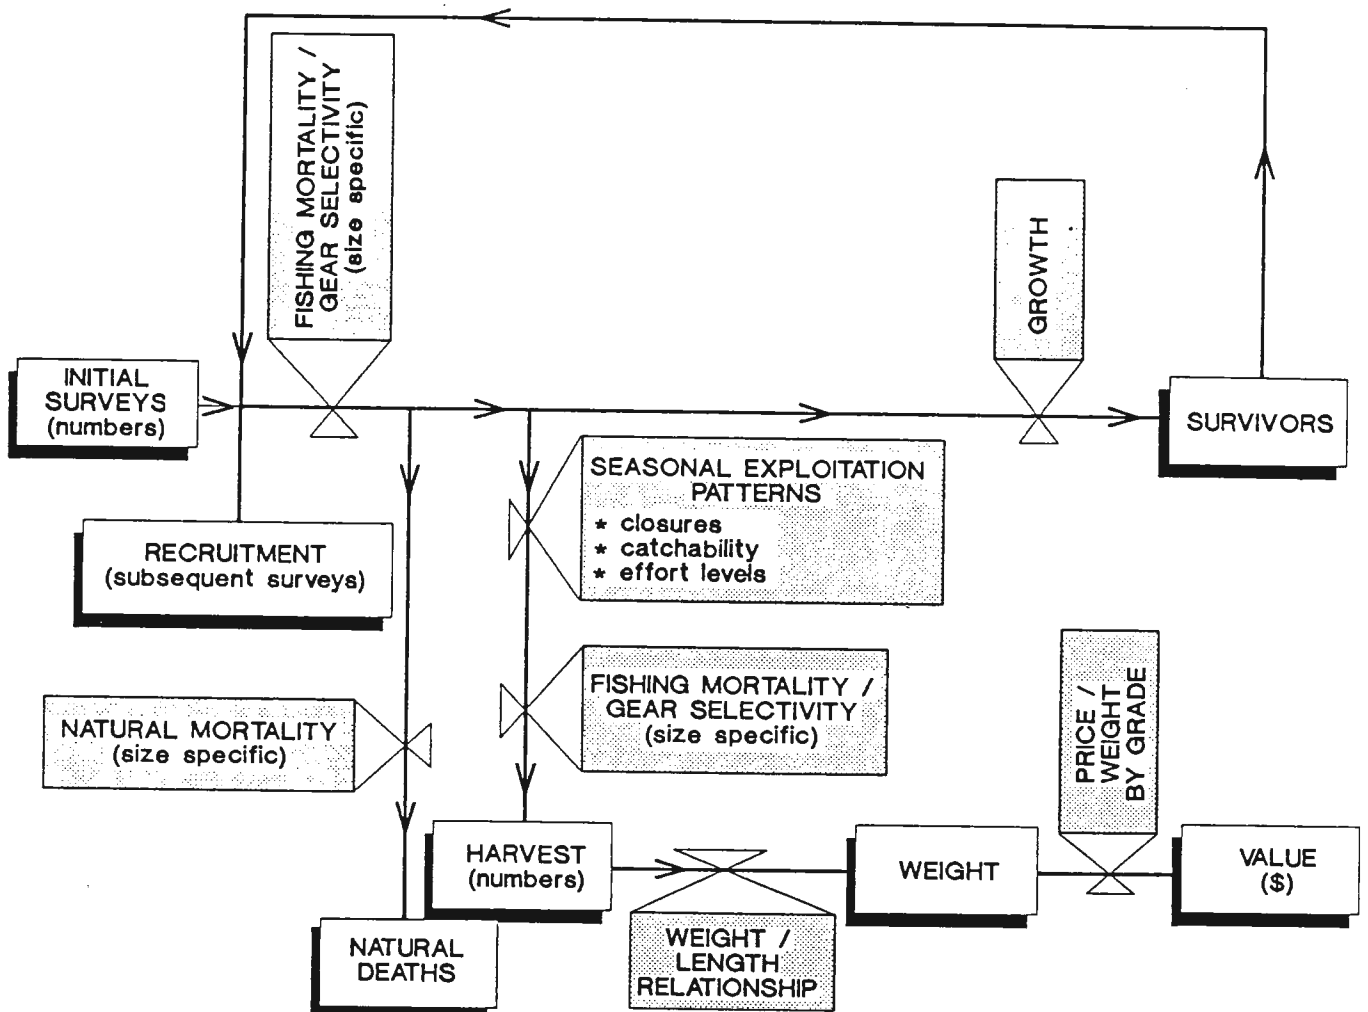 FISHING MORTALITY /
GEAR SELECTIVITY
(size specific)
GROWTH
INITIAL
SURVEYS
(numbers)
SURVIVORS
RECRUITMENT
(subsequent surveys)
SEASONAL EXPLOITATION
PATTERNS
* closures
* catchability
* effort levels
NATURAL MORTALITY
(size specific)
FISHING MORTALITY /
GEAR SELECTIVITY
(size specific)
PRICE /
WEIGHT
BY GRADE
HARVEST
(numbers)
WEIGHT
VALUE
($)
NATURAL
DEATHS
WEIGHT /
LENGTH
RELATIONSHIP